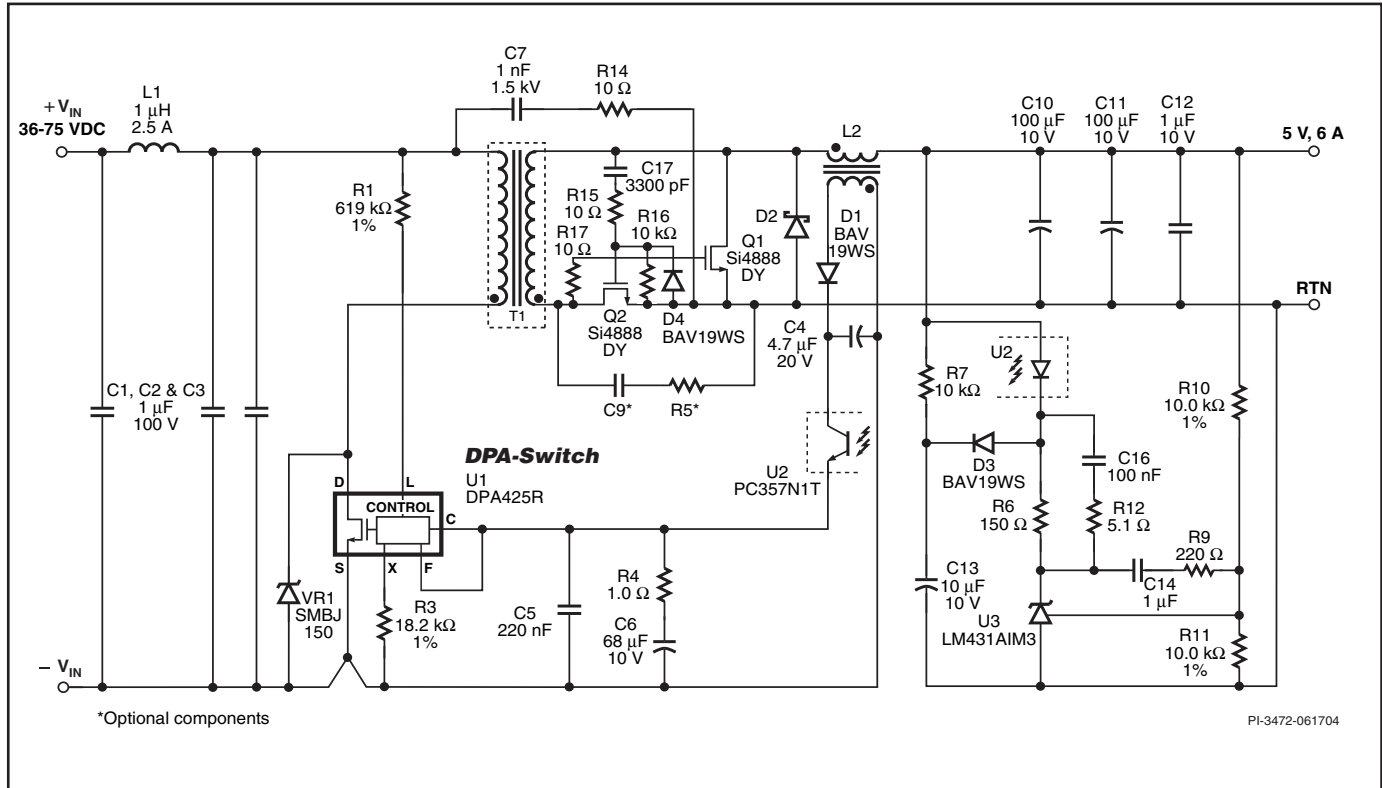 C7
1 nF
1.5 kV
R14
10 Ω
L1
1 μH
2.5 A
+ VIN
36-75 VDC
C10
100 μF
10 V
C11
100 μF
10 V
C12
1 μF
10 V
L2
5 V, 6 A
R1
619 kΩ
1%
C17
3300 pF
R15
10 Ω
R16
10 kΩ
R17
10 Ω
Q1
Si4888
DY
D2
D1
BAV
19WS
RTN
T1
Q2
Si4888
DY
D4
BAV19WS
C4
4.7 μF
20 V
U2
R7
10 kΩ
R10
10.0 kΩ
1%
C1, C2 & C3
1 μF
100 V
C9*
R5*
DPA-Switch
U1
DPA425R
U2
PC357N1T
D3
BAV19WS
C16
100 nF
R6
150 Ω
R12
5.1 Ω
R9
220 Ω
D
L
CONTROL
C
S
X
F
VR1
SMBJ
150
R3
18.2 kΩ
1%
C5
220 nF
R4
1.0 Ω
C6
68 μF
10 V
C13
10 μF
10 V
C14
1 μF
U3
LM431AIM3
R11
10.0 kΩ
1%
− VIN
*Optional components
PI-3472-061704